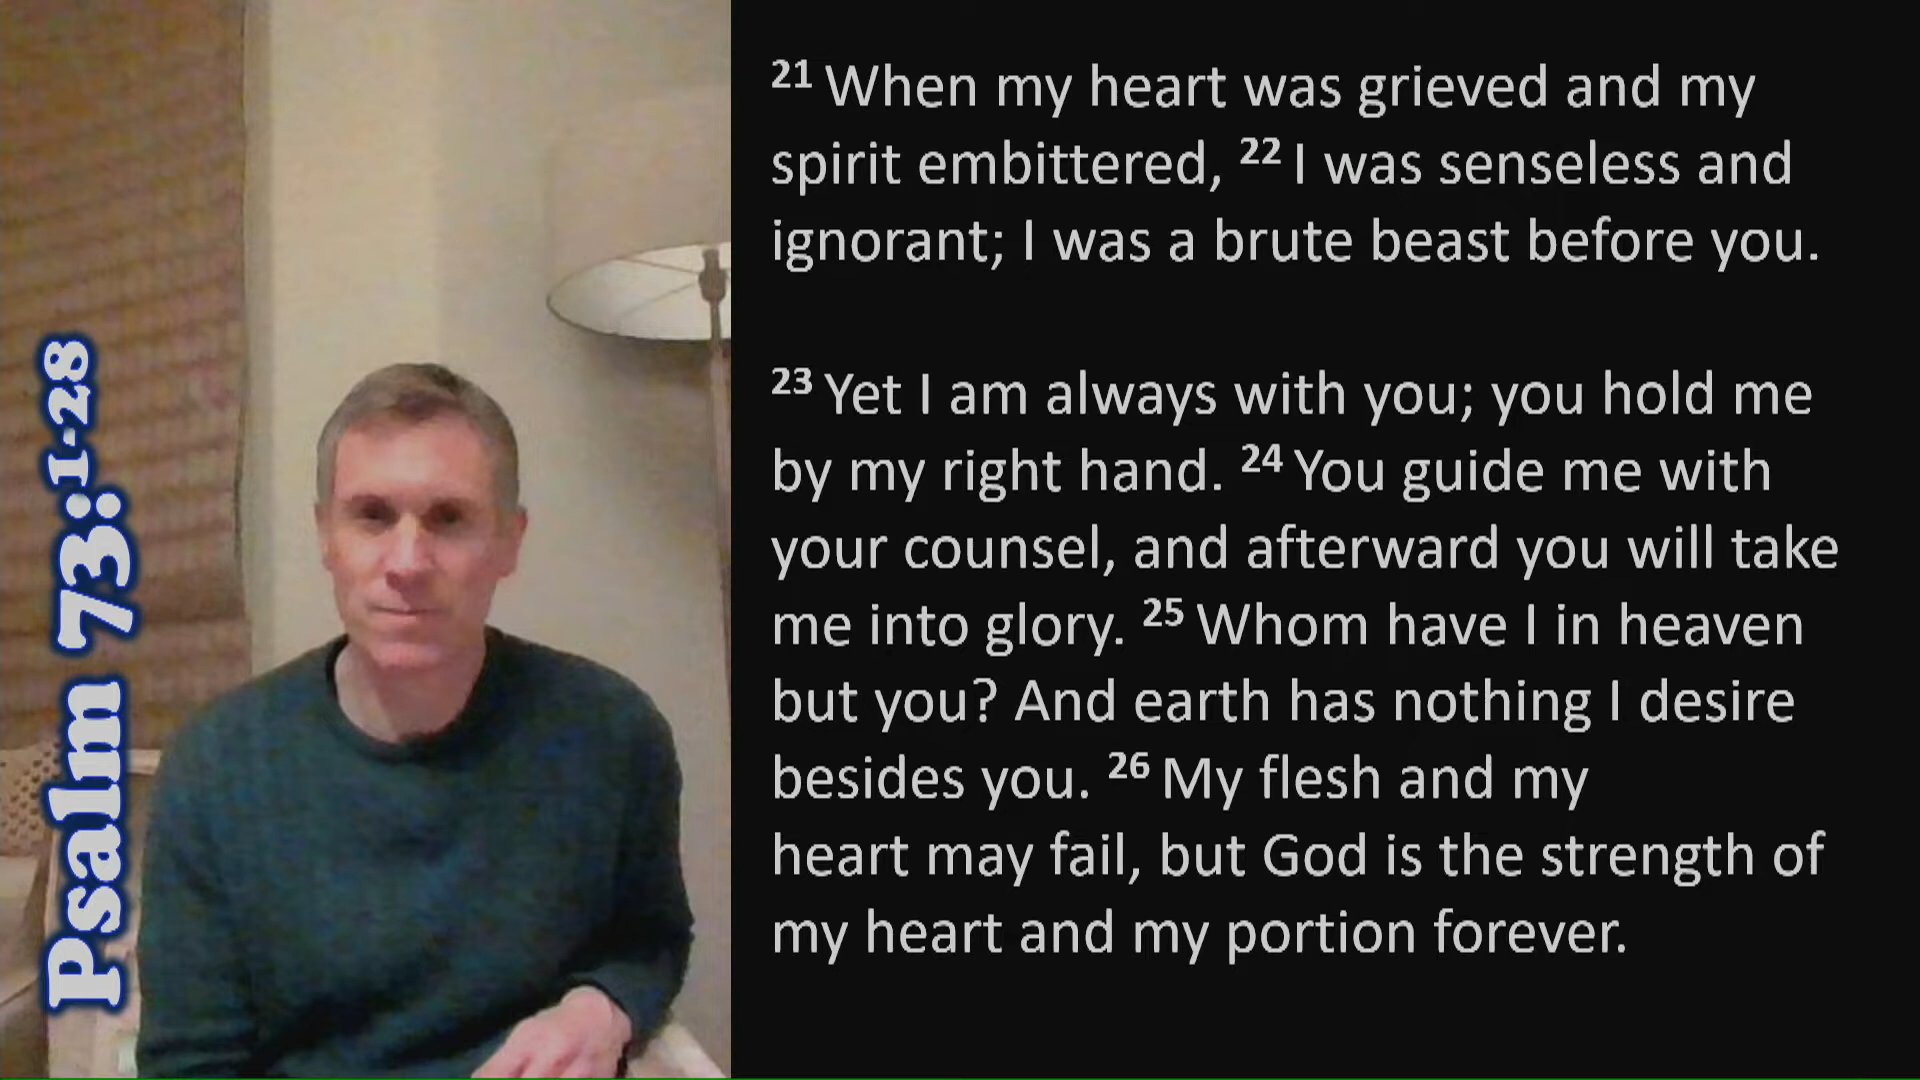 Psalm 73:1-28
21 When my heart was grieved and my
spirit embittered, 22 I was senseless and
ignorant; I was a brute beast before you.
23 Yet I am always with you; you hold me
by my right hand. 24 You guide me with
your counsel, and afterward you will take
me into glory. 25 Whom have I in heaven
but you? And earth has nothing I desire
besides you. 26 My flesh and my
heart may fail, but God is the strength of
my heart and my portion forever.